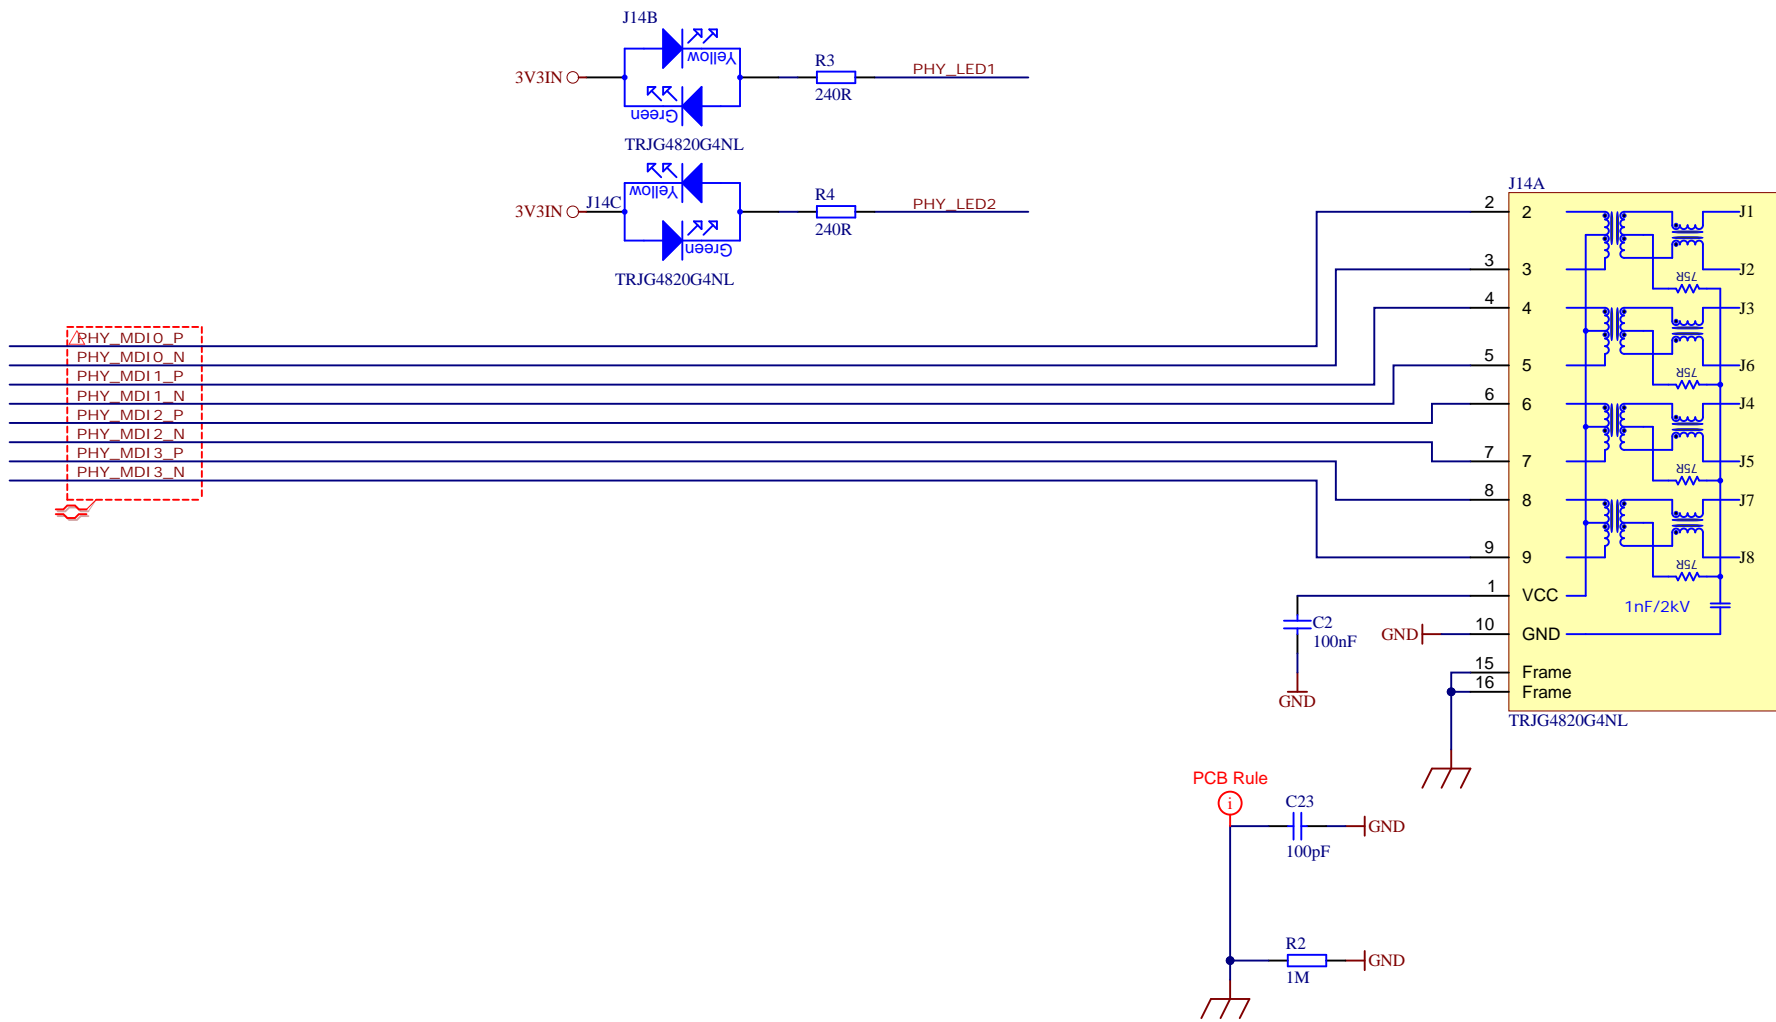 J14B
Yellow
3V3IN
R3
240R
PHY_LED1
Green
TRJG4820G4NL
Yellow
3V3IN
J14C
R4
240R
PHY_LED2
Green
TRJG4820G4NL
J14A
2 2 J1
3 3 J2
75R
4 4 J3
5 5 J6
75R
6 6 J4
7 7 J5
75R
8 8 J7
9 9 J8
75R
1 VCC
1nF/2kV
10 GND
15 Frame
16 Frame
TRJG4820G4NL
PHY_MDI0_P
PHY_MDI0_N
PHY_MDI1_P
PHY_MDI1_N
PHY_MDI2_P
PHY_MDI2_N
PHY_MDI3_P
PHY_MDI3_N
C2
100nF
GND
GND
PCB Rule
i
C23
100pF
GND
R2
1M
GND